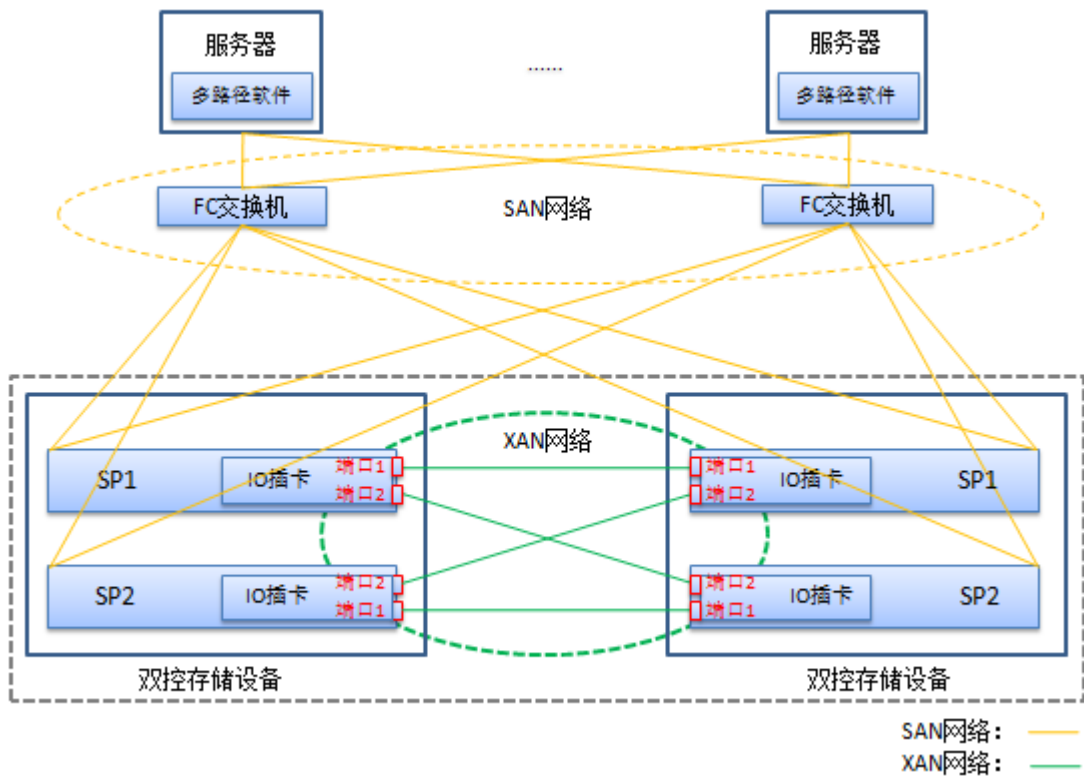 服务器
多路径软件
......
服务器
多路径软件
FC交换机
SAN网络
FC交换机
XAN网络
SP1
IO插卡
端口1
端口2
端口1
端口2
IO插卡
SP1
SP2
IO插卡
端口2
端口1
端口2
端口1
IO插卡
SP2
双控存储设备
双控存储设备
SAN网络：
XAN网络：